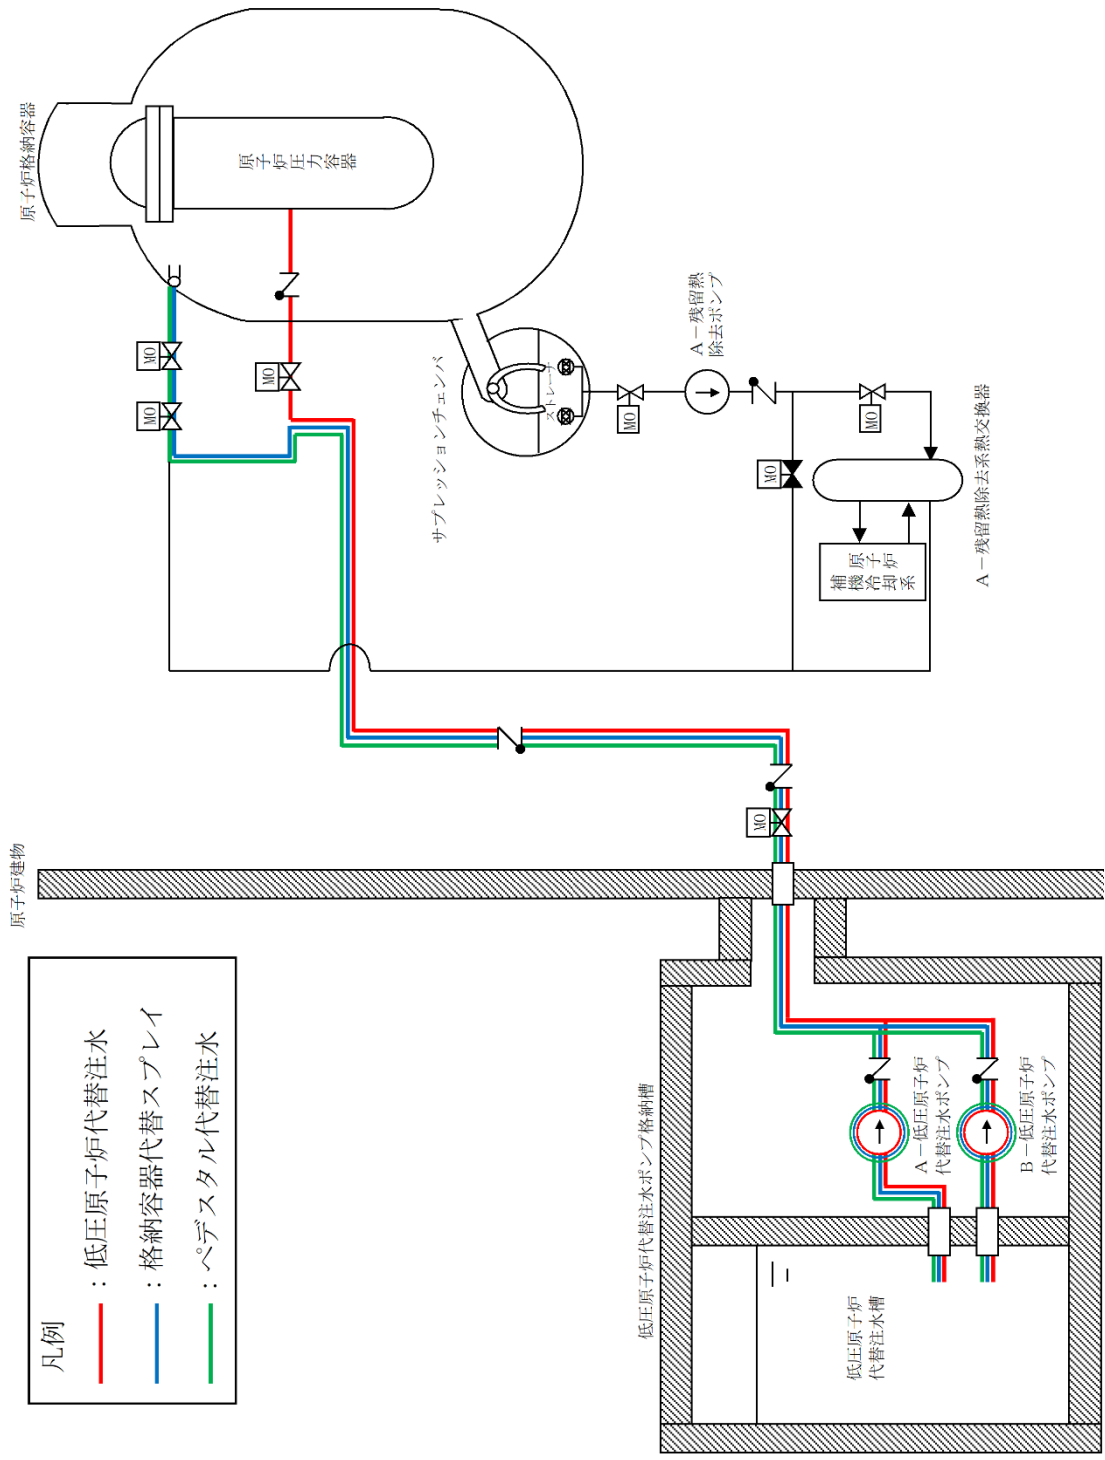 原子炉格納容器
原子炉圧力容器
MO
MO
MO
サプレッションチェンバ
ストレーナ
MO
A－残留熱
除去ポンプ
MO
MO
A－残留熱除去系熱交換器
原子炉
補機冷却系
原子炉建物
MO
凡例
：低圧原子炉代替注水
：格納容器代替スプレイ
：ペデスタル代替注水
低圧原子炉代替注水ポンプ格納槽
A－低圧原子炉
代替注水ポンプ
B－低圧原子炉
代替注水ポンプ
低圧原子炉
代替注水槽